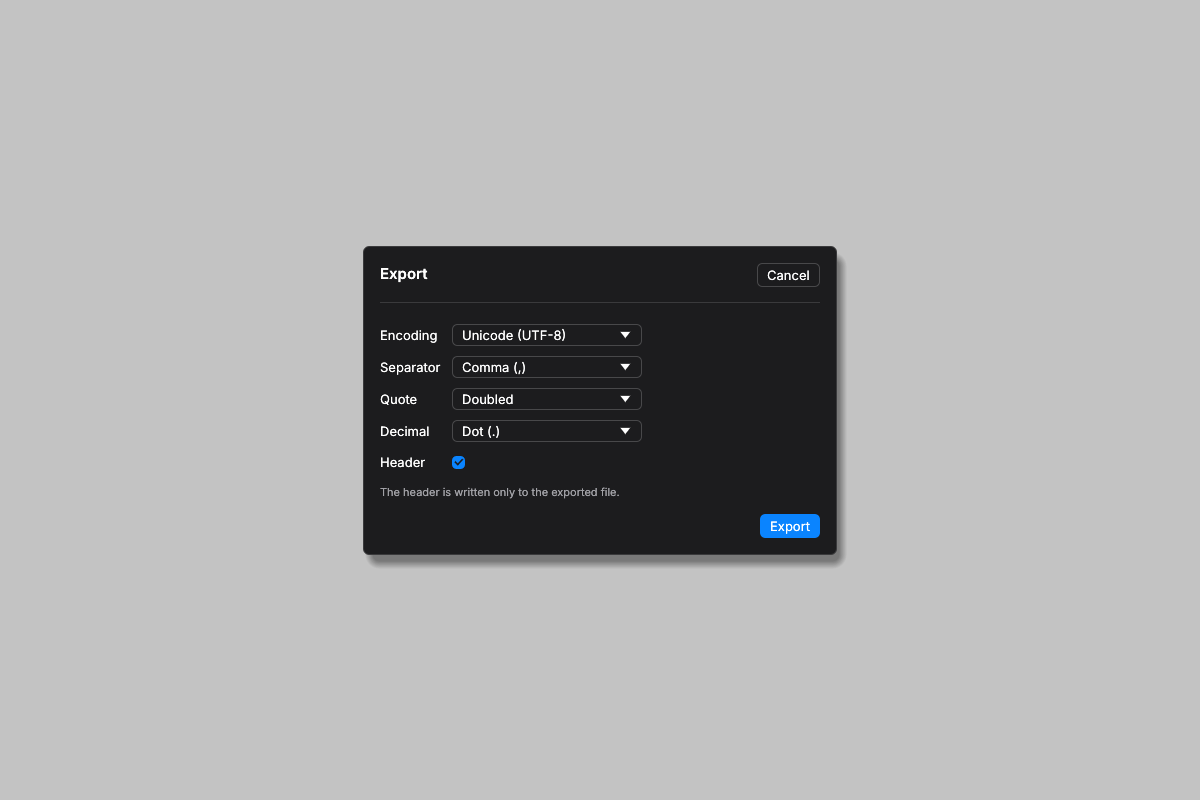 Export
Cancel
Encoding Unicode (UTF-8)
Separator Comma (,)
Quote Doubled
Decimal Dot (.)
Header
The header is written only to the exported file.
Export